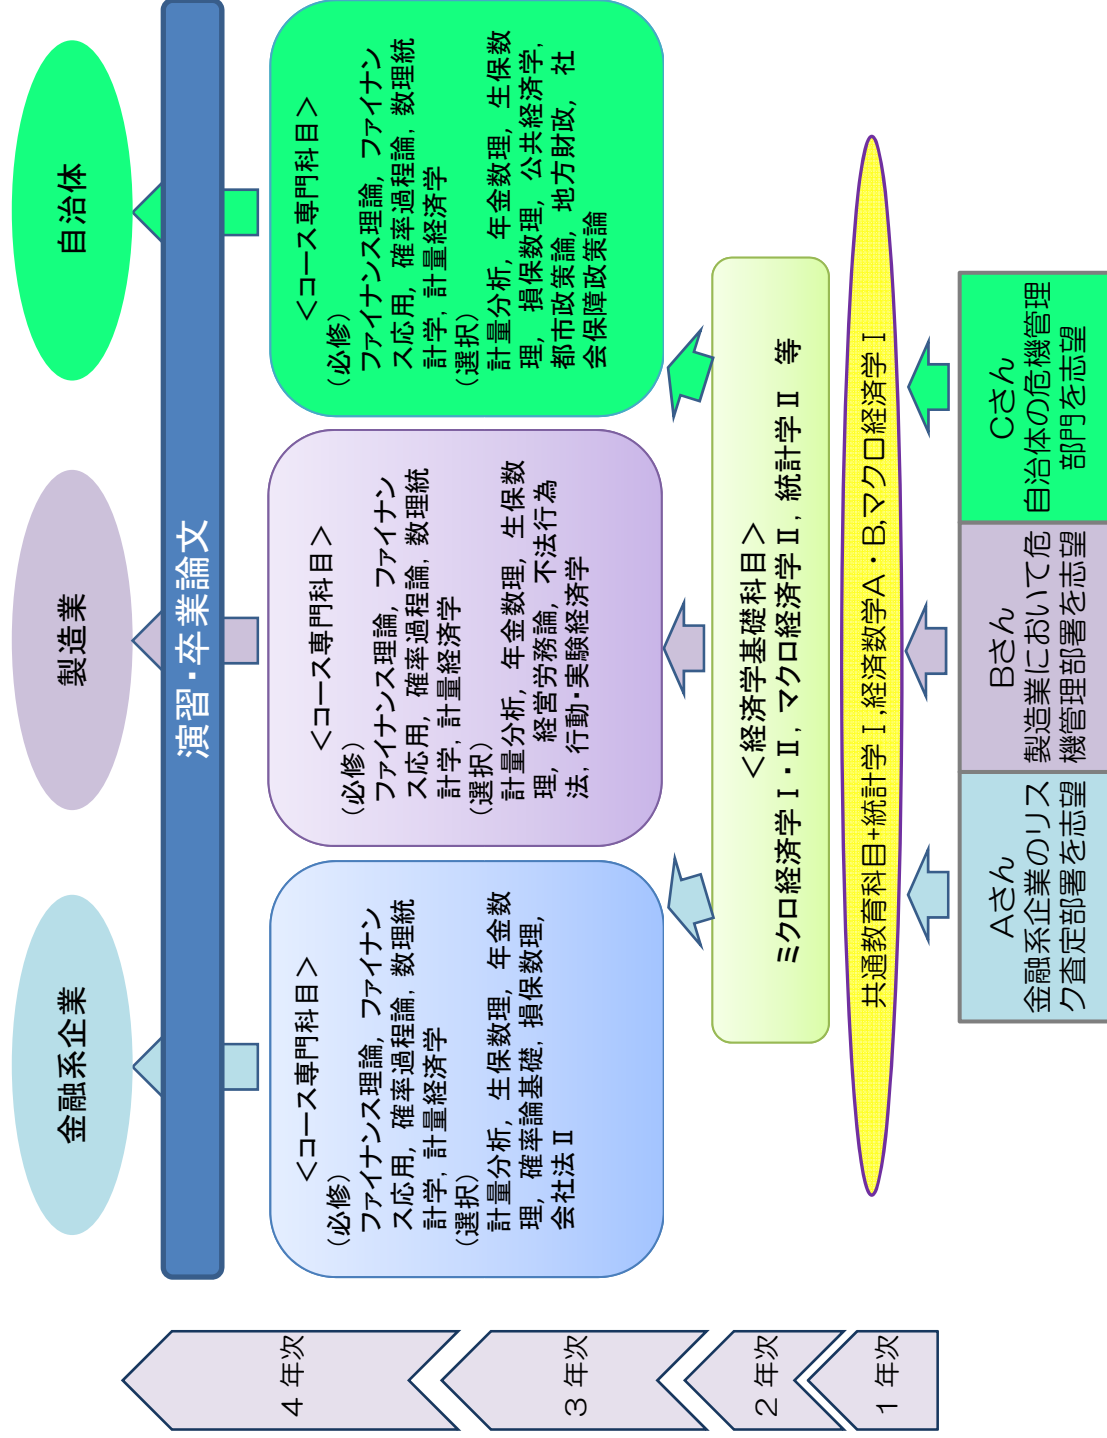 金融系企業
製造業
自治体
演習・卒業論文
＜コース専門科目＞
（必修）
ファイナンス理論，ファイナン
ス応用，確率過程論，数理統
計学，計量経済学
（選択）
計量分析，生保数理，年金数
理，確率論基礎，損保数理，
会社法Ⅱ
＜コース専門科目＞
（必修）
ファイナンス理論，ファイナン
ス応用，確率過程論，数理統
計学，計量経済学
（選択）
計量分析，年金数理，生保数
理，経営労務論，不法行為
法，行動・実験経済学
＜コース専門科目＞
（必修）
ファイナンス理論，ファイナン
ス応用，確率過程論，数理統
計学，計量経済学
（選択）
計量分析，年金数理，生保数
理，損保数理，公共経済学，
都市政策論，地方財政，社
会保障政策論
＜経済学基礎科目＞
ミクロ経済学Ⅰ・Ⅱ，マクロ経済学Ⅱ，統計学Ⅱ　等
共通教育科目+統計学Ⅰ,経済数学A・B,マクロ経済学Ⅰ
Aさん
金融系企業のリス
ク査定部署を志望
Bさん
製造業において危
機管理部署を志望
Cさん
自治体の危機管理
部門を志望
４年次
３年次
２年次
１年次